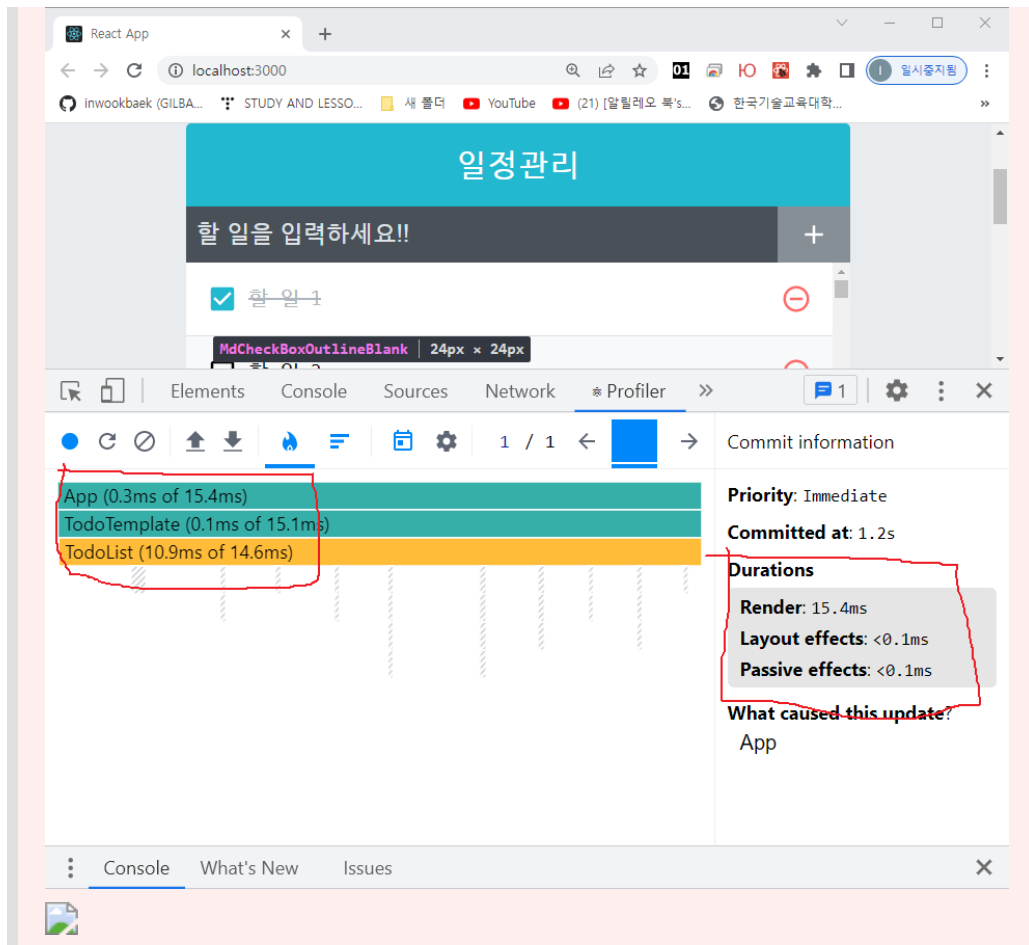 React App
localhost:3000
01
일시중지됨
inwookbaek (GILBA...
STUDY AND LESSO...
새 폴더
YouTube
(21) [알릴레오 북's...
한국기술교육대학...
일정관리
할 일을 입력하세요!!
할 일 1
MdCheckBoxOutlineBlank | 24px × 24px
Elements Console Sources Network Profiler 1
1 / 1
Commit information
App (0.3ms of 15.4ms)
TodoTemplate (0.1ms of 15.1ms)
TodoList (10.9ms of 14.6ms)
Priority: Immediate
Committed at: 1.2s
Durations
Render: 15.4ms
Layout effects: <0.1ms
Passive effects: <0.1ms
What caused this update?
App
Console What's New Issues